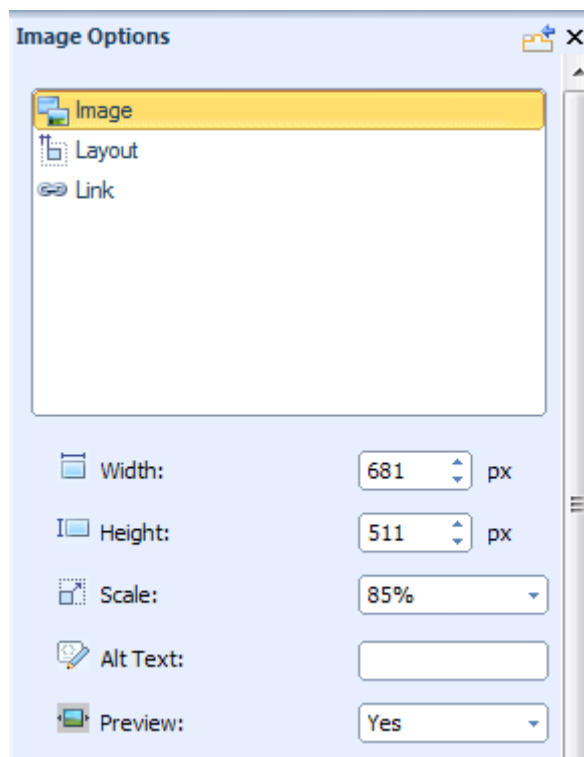 Image Options
Image
Layout
Link
Width: 681 px
Height: 511 px
Scale: 85%
Alt Text:
Preview: Yes